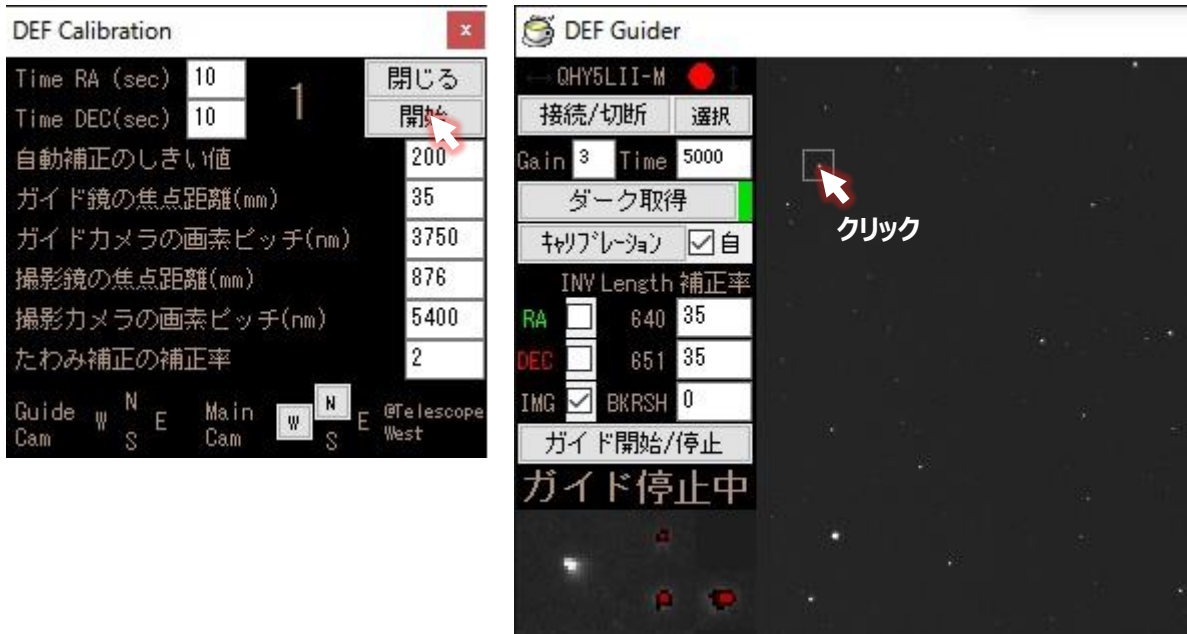 DEF Calibration
x
Time RA (sec) 10
1
閉じる
Time DEC(sec) 10
開始
自動補正のしきい値 200
ガイド鏡の焦点距離(mm) 35
ガイドカメラの画素ピッチ(nm) 3750
撮影鏡の焦点距離(mm) 876
撮影カメラの画素ピッチ(nm) 5400
たわみ補正の補正率 2
Guide Cam
N
W E
S
Main Cam
N
W E
S
@Telescope West
DEF Guider
↔ QHY5LII-M ↕
接続/切断 選択
Gain 3 Time 5000
ダーク取得
キャリブレーション 自
クリック
INV Length 補正率
RA 640 35
DEC 651 35
IMG BKRSH 0
ガイド開始/停止
ガイド停止中